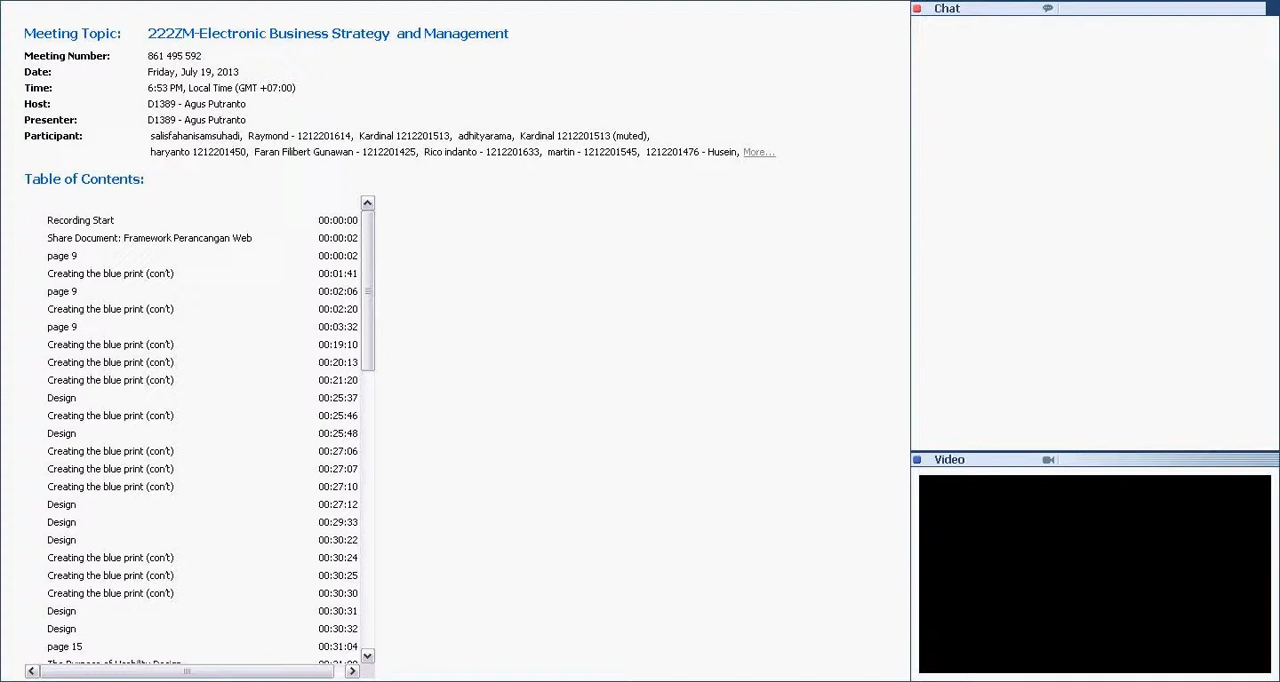 Meeting Topic: 222ZM-Electronic Business Strategy and Management
Meeting Number: 861 495 592
Date: Friday, July 19, 2013
Time: 6:53 PM, Local Time (GMT +07:00)
Host: D1389 - Agus Putranto
Presenter: D1389 - Agus Putranto
Participant: salisfahanisamsuhadi, Raymond - 1212201614, Kardinal 1212201513, adhityarama, Kardinal 1212201513 (muted),
haryanto 1212201450, Faran Filibert Gunawan - 1212201425, Rico indanto - 1212201633, martin - 1212201545, 1212201476 - Husein, More...
Table of Contents:
Recording Start 00:00:00
Share Document: Framework Perancangan Web 00:00:02
page 9 00:00:02
Creating the blue print (con't) 00:01:41
page 9 00:02:06
Creating the blue print (con't) 00:02:20
page 9 00:03:32
Creating the blue print (con't) 00:19:10
Creating the blue print (con't) 00:20:13
Creating the blue print (con't) 00:21:20
Design 00:25:37
Creating the blue print (con't) 00:25:46
Design 00:25:48
Creating the blue print (con't) 00:27:06
Creating the blue print (con't) 00:27:07
Creating the blue print (con't) 00:27:10
Design 00:27:12
Design 00:29:33
Design 00:30:22
Creating the blue print (con't) 00:30:24
Creating the blue print (con't) 00:30:25
Creating the blue print (con't) 00:30:30
Design 00:30:31
Design 00:30:32
page 15 00:31:04
Chat
Video